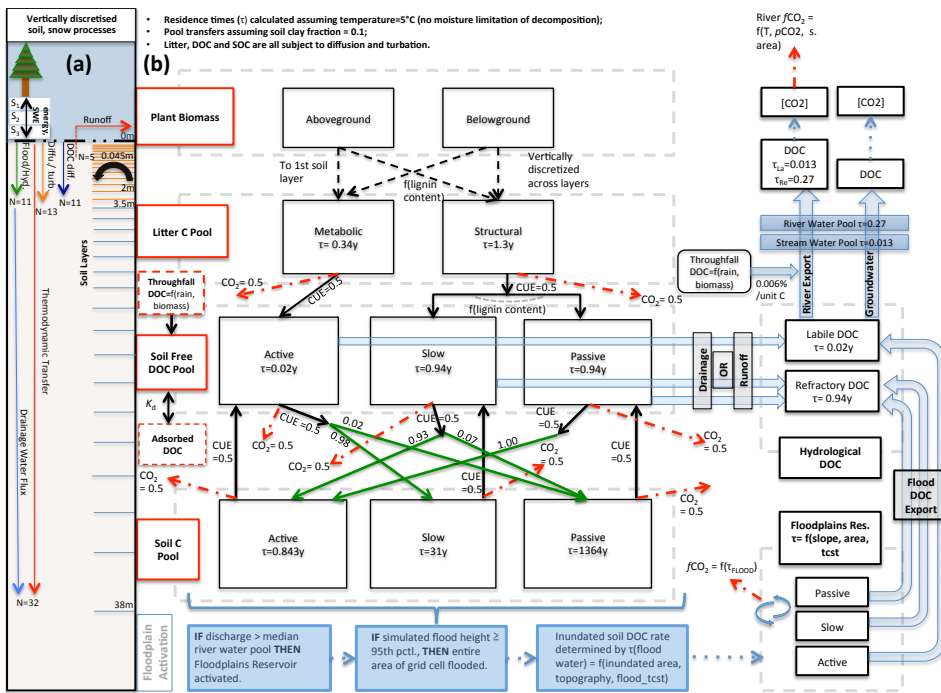 Vertically discretised
soil, snow processes
• Residence times (τ) calculated assuming temperature=5°C (no moisture limitation of decomposition);
• Pool transfers assuming soil clay fraction = 0.1;
• Litter, DOC and SOC are all subject to diffusion and turbation.
(a)
(b)
S1
S2
S3
SWE
energy,
Runoff
0m
N=5
0.045m
2m
3.5m
38m
Flood/Hyd.
Diffu/ turb
DOC diff.
N=11
N=13
N=11
Soil Layers
Thermodynamic Transfer
Drainage Water Flux
N=32
Plant Biomass
Litter C Pool
Throughfall
DOC=f(rain,
biomass)
Soil Free
DOC Pool
Kd
Adsorbed
DOC
Soil C
Pool
Floodplain
Activation
Aboveground
Belowground
To 1st soil
layer
f(lignin
content)
Vertically
discretized
across layers
Metabolic
τ= 0.34y
Structural
τ=1.3y
CO2= 0.5
CUE=0.5
CUE=0.5
CO2= 0.5
f(lignin content)
Active
τ=0.02y
Slow
τ=0.94y
Passive
τ=0.94y
CUE =0.5
CO2= 0.5
0.02
0.98
CO2= 0.5
CUE
=0.5
0.93
0.07
1.00
CUE
=0.5
CO2
= 0.5
CUE
=0.5
CO2
= 0.5
CUE
=0.5
CO2
= 0.5
CUE
=0.5
CO2
= 0.5
Active
τ=0.843y
Slow
τ=31y
Passive
τ=1364y
IF discharge > median
river water pool THEN
Floodplains Reservoir
activated.
IF simulated flood height ≥
95th pctl., THEN entire
area of grid cell flooded.
Inundated soil DOC rate
determined by τ(flood
water) = f(inundated area,
topography, flood_tcst)
River fCO2 =
f(T, pCO2, s.
area)
[CO2]
[CO2]
DOC
τLa=0.013
τRe=0.27
DOC
River Water Pool τ=0.27
Stream Water Pool τ=0.013
Throughfall
DOC=f(rain,
biomass)
0.006%
/unit C
River Export
Groundwater
Drainage
OR
Runoff
Labile DOC
τ= 0.02y
Refractory DOC
τ= 0.94y
Hydrological
DOC
Flood
DOC
Export
Floodplains Res.
τ= f(slope, area,
tcst
fCO2 = f(τFLOOD)
Passive
Slow
Active